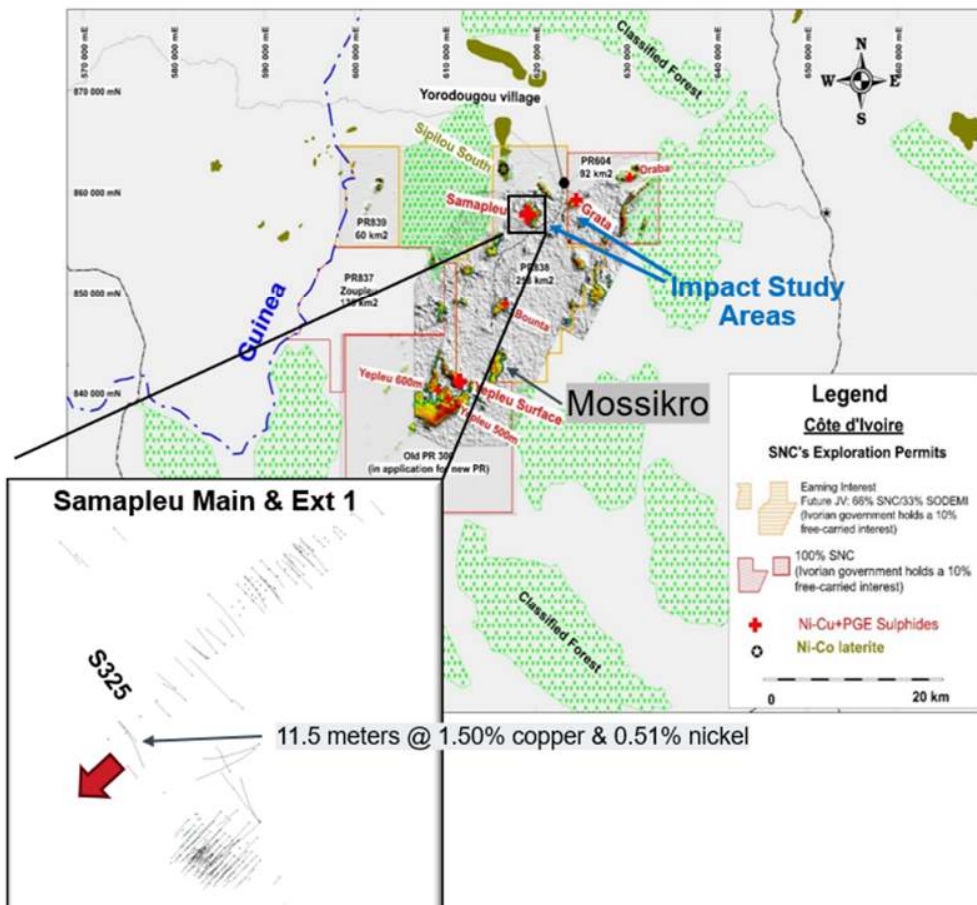 570 000 mE
580 000 mE
590 000 mE
600 000 mE
610 000 mE
620 000 mE
630 000 mE
640 000 mE
660 000 mE
870 000 mN
860 000 mN
850 000 mN
840 000 mN
Classified Forest
N
W E
S
Yorodougou village
Sipilou South
PR604
92 km2
Oraba
Samapleu
Grata
PR839
60 km2
PR837
Zoupleu
PR838
Impact Study
Areas
Guinea
Bounta
Mossikro
Yepleu 600m
Yepleu Surface
Yepleu 500m
Old PR 300
(in application for new PR)
Classified Forest
Legend
Côte d'Ivoire
SNC's Exploration Permits
Earning Interest
Future JV: 66% SNC/33% SODEMI
(Ivorian government holds a 10%
free-carried interest)
100% SNC
(Ivorian government holds a 10%
free-carried interest)
Ni-Cu+PGE Sulphides
Ni-Co laterite
0 20 km
Samapleu Main & Ext 1
S325
11.5 meters @ 1.50% copper & 0.51% nickel